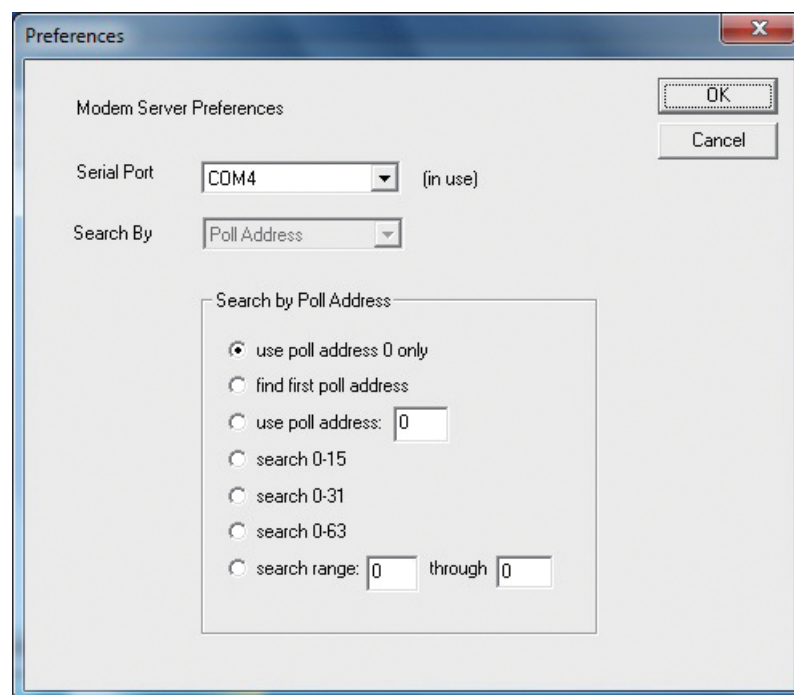 Preferences
OK
Modem Server Preferences
Cancel
Serial Port COM4 (in use)
Search By Poll Address
Search by Poll Address
use poll address 0 only
find first poll address
use poll address: 0
search 0-15
search 0-31
search 0-63
search range: 0 through 0